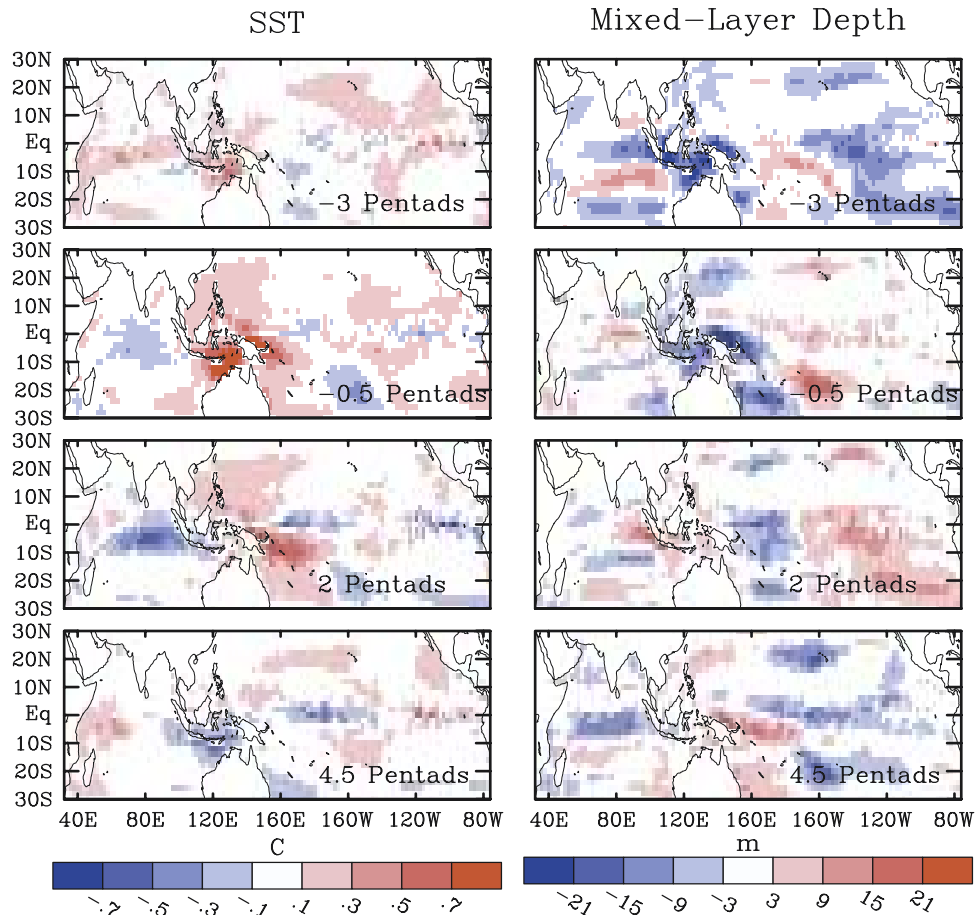 SST Mixed-Layer Depth
30N
20N
10N
Eq
10S
20S
30S
-3 Pentads -3 Pentads
30N
20N
10N
Eq
10S
20S
30S
-0.5 Pentads -0.5 Pentads
30N
20N
10N
Eq
10S
20S
30S
2 Pentads 2 Pentads
30N
20N
10N
Eq
10S
20S
30S
4.5 Pentads 4.5 Pentads
40E 80E 120E 160E 160W 120W 80W 40E 80E 120E 160E 160W 120W 80W
C m
-.7 -.5 -.3 -.1 .1 .3 .5 .7 -21 -15 -9 -3 3 9 15 21